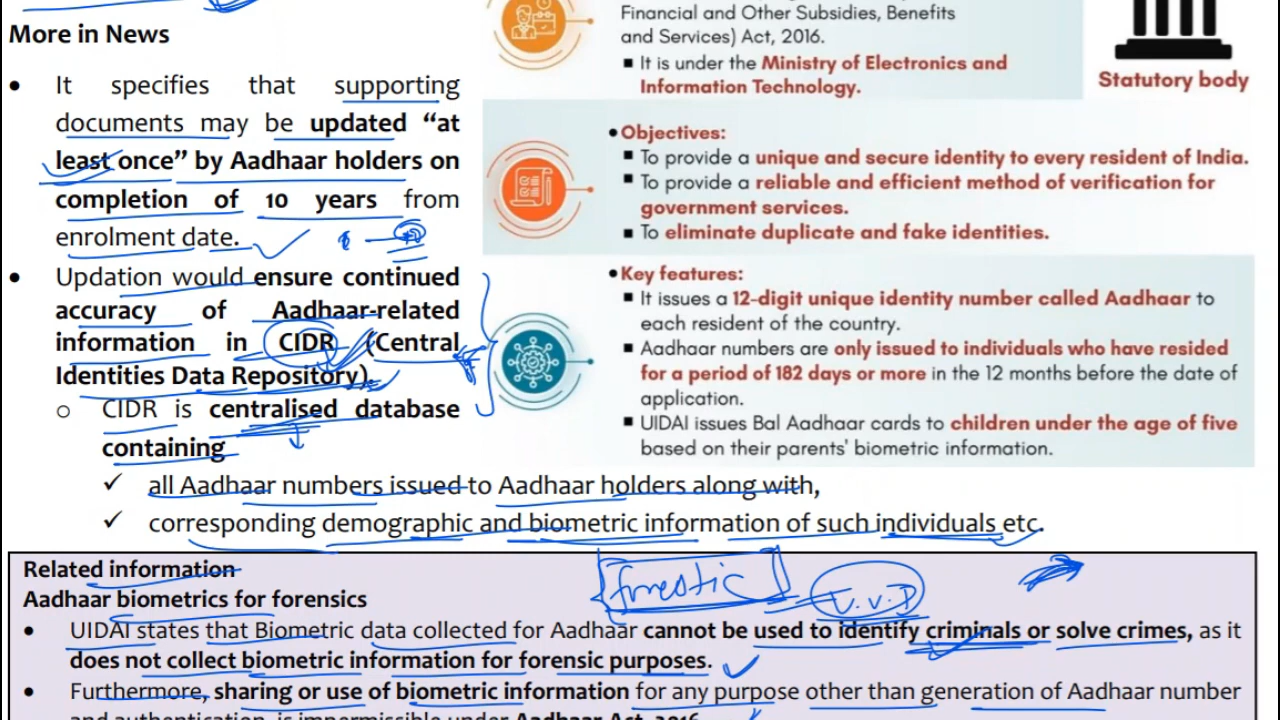 More in News
• It specifies that supporting
documents may be updated “at
least once” by Aadhaar holders on
completion of 10 years from
enrolment date.
• Updation would ensure continued
accuracy of Aadhaar-related
information in CIDR (Central
Identities Data Repository).
o CIDR is centralised database
containing
✓ all Aadhaar numbers issued to Aadhaar holders along with,
✓ corresponding demographic and biometric information of such individuals etc.
Financial and Other Subsidies, Benefits
and Services) Act, 2016.
▪ It is under the Ministry of Electronics and
Information Technology.
Statutory body
• Objectives:
▪ To provide a unique and secure identity to every resident of India.
▪ To provide a reliable and efficient method of verification for
government services.
▪ To eliminate duplicate and fake identities.
• Key features:
▪ It issues a 12-digit unique identity number called Aadhaar to
each resident of the country.
▪ Aadhaar numbers are only issued to individuals who have resided
for a period of 182 days or more in the 12 months before the date of
application.
▪ UIDAI issues Bal Aadhaar cards to children under the age of five
based on their parents' biometric information.
Related information
Aadhaar biometrics for forensics
• UIDAI states that Biometric data collected for Aadhaar cannot be used to identify criminals or solve crimes, as it
does not collect biometric information for forensic purposes.
• Furthermore, sharing or use of biometric information for any purpose other than generation of Aadhaar number
and authentication, is impermissible under Aadhaar Act, 2016